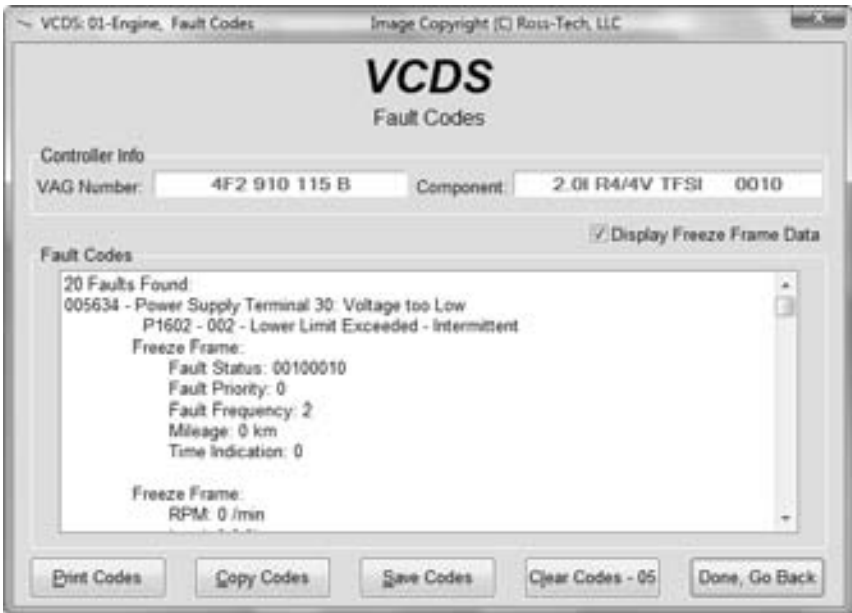 VCDS: 01-Engine, Fault Codes Image Copyright (C) Ross-Tech, LLC
VCDS
Fault Codes
Controller Info
VAG Number: 4F2 910 115 B Component: 2.0l R4/4V TFSI 0010
Display Freeze Frame Data
Fault Codes
20 Faults Found:
005634 - Power Supply Terminal 30: Voltage too Low
P1602 - 002 - Lower Limit Exceeded - Intermittent
Freeze Frame:
Fault Status: 00100010
Fault Priority: 0
Fault Frequency: 2
Mileage: 0 km
Time Indication: 0
Freeze Frame:
RPM: 0 /min
Print Codes Copy Codes Save Codes Clear Codes - 05 Done, Go Back